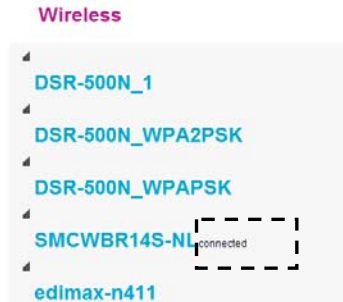 Wireless
DSR-500N_1
DSR-500N_WPA2PSK
DSR-500N_WPAPSK
SMCWBR14S-NL connected
edimax-n411